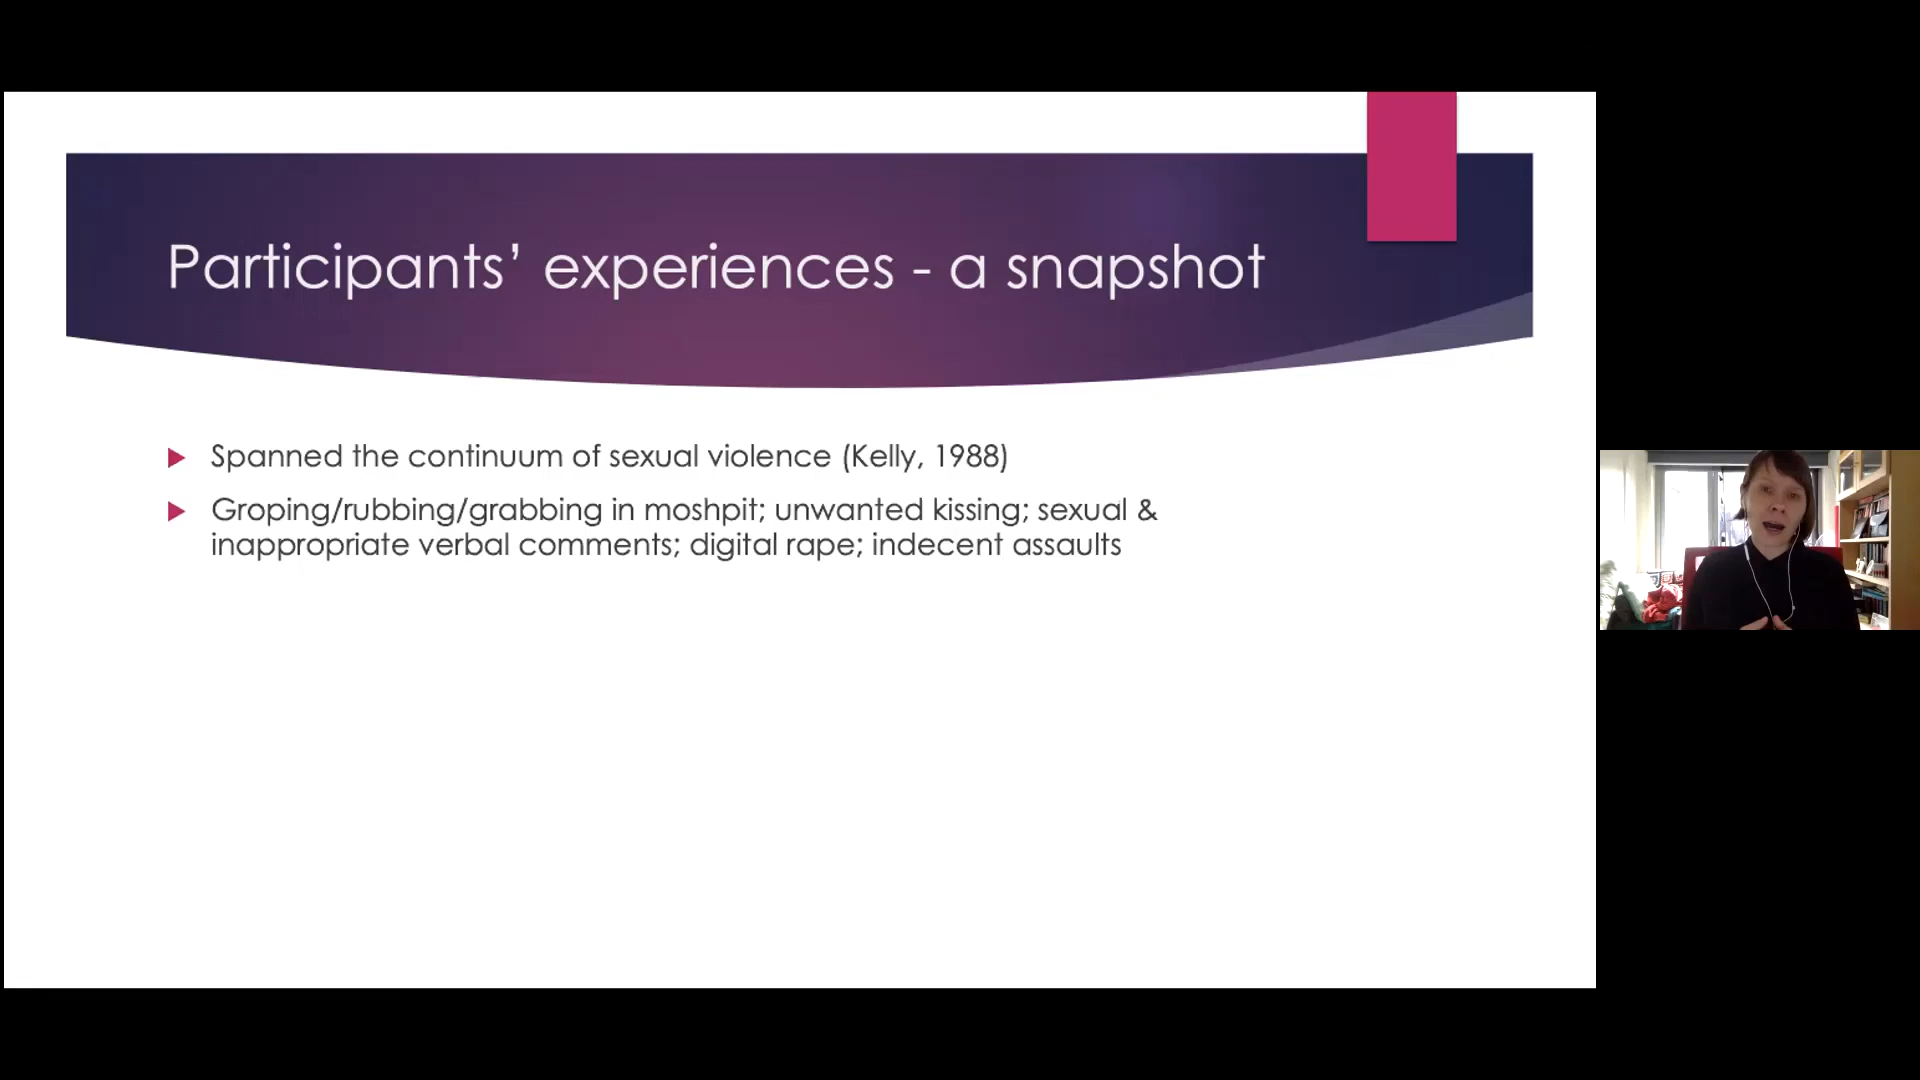 Participants’ experiences - a snapshot
Spanned the continuum of sexual violence (Kelly, 1988)
Groping/rubbing/grabbing in moshpit; unwanted kissing; sexual &
inappropriate verbal comments; digital rape; indecent assaults